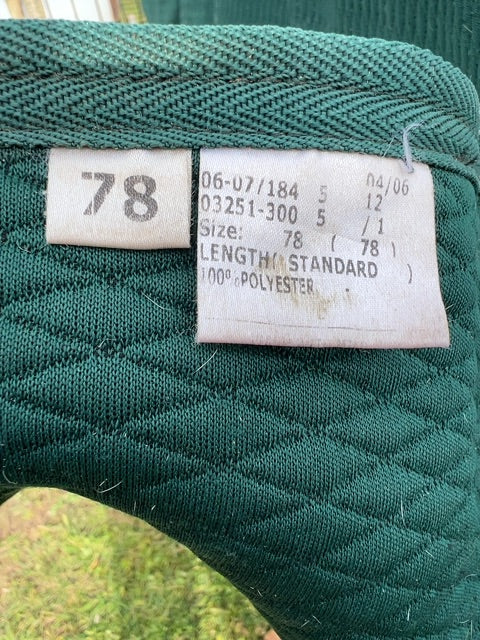 78
06-07/184 5 04/06
03251-300 5 12
Size: 78 ( 78 ) / 1
LENGTH( STANDARD )
100% POLYESTER